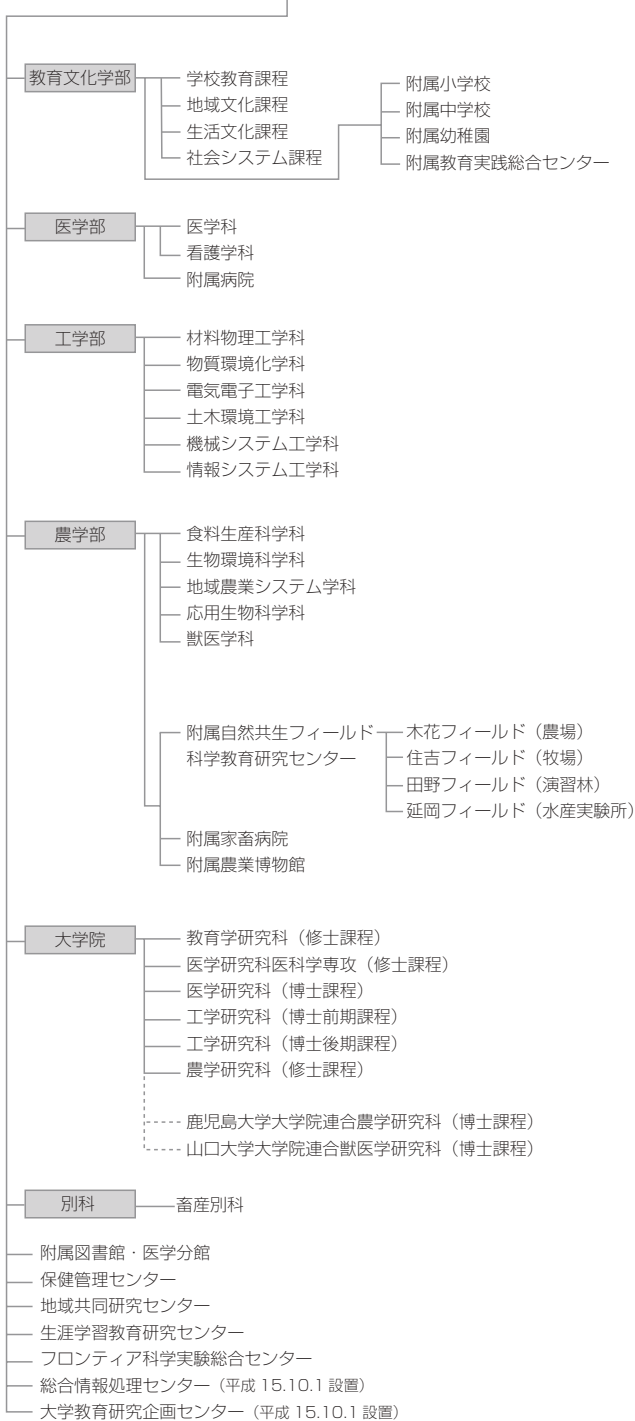 教育文化学部
学校教育課程
地域文化課程
生活文化課程
社会システム課程
附属小学校
附属中学校
附属幼稚園
附属教育実践総合センター
医学部
医学科
看護学科
附属病院
工学部
材料物理工学科
物質環境化学科
電気電子工学科
土木環境工学科
機械システム工学科
情報システム工学科
農学部
食料生産科学科
生物環境科学科
地域農業システム学科
応用生物科学科
獣医学科
附属自然共生フィールド
科学教育研究センター
木花フィールド（農場）
住吉フィールド（牧場）
田野フィールド（演習林）
延岡フィールド（水産実験所）
附属家畜病院
附属農業博物館
大学院
教育学研究科（修士課程）
医学研究科医科学専攻（修士課程）
医学研究科（博士課程）
工学研究科（博士前期課程）
工学研究科（博士後期課程）
農学研究科（修士課程）
鹿児島大学大学院連合農学研究科（博士課程）
山口大学大学院連合獣医学研究科（博士課程）
別科
畜産別科
附属図書館・医学分館
保健管理センター
地域共同研究センター
生涯学習教育研究センター
フロンティア科学実験総合センター
総合情報処理センター（平成 15.10.1 設置）
大学教育研究企画センター（平成 15.10.1 設置）